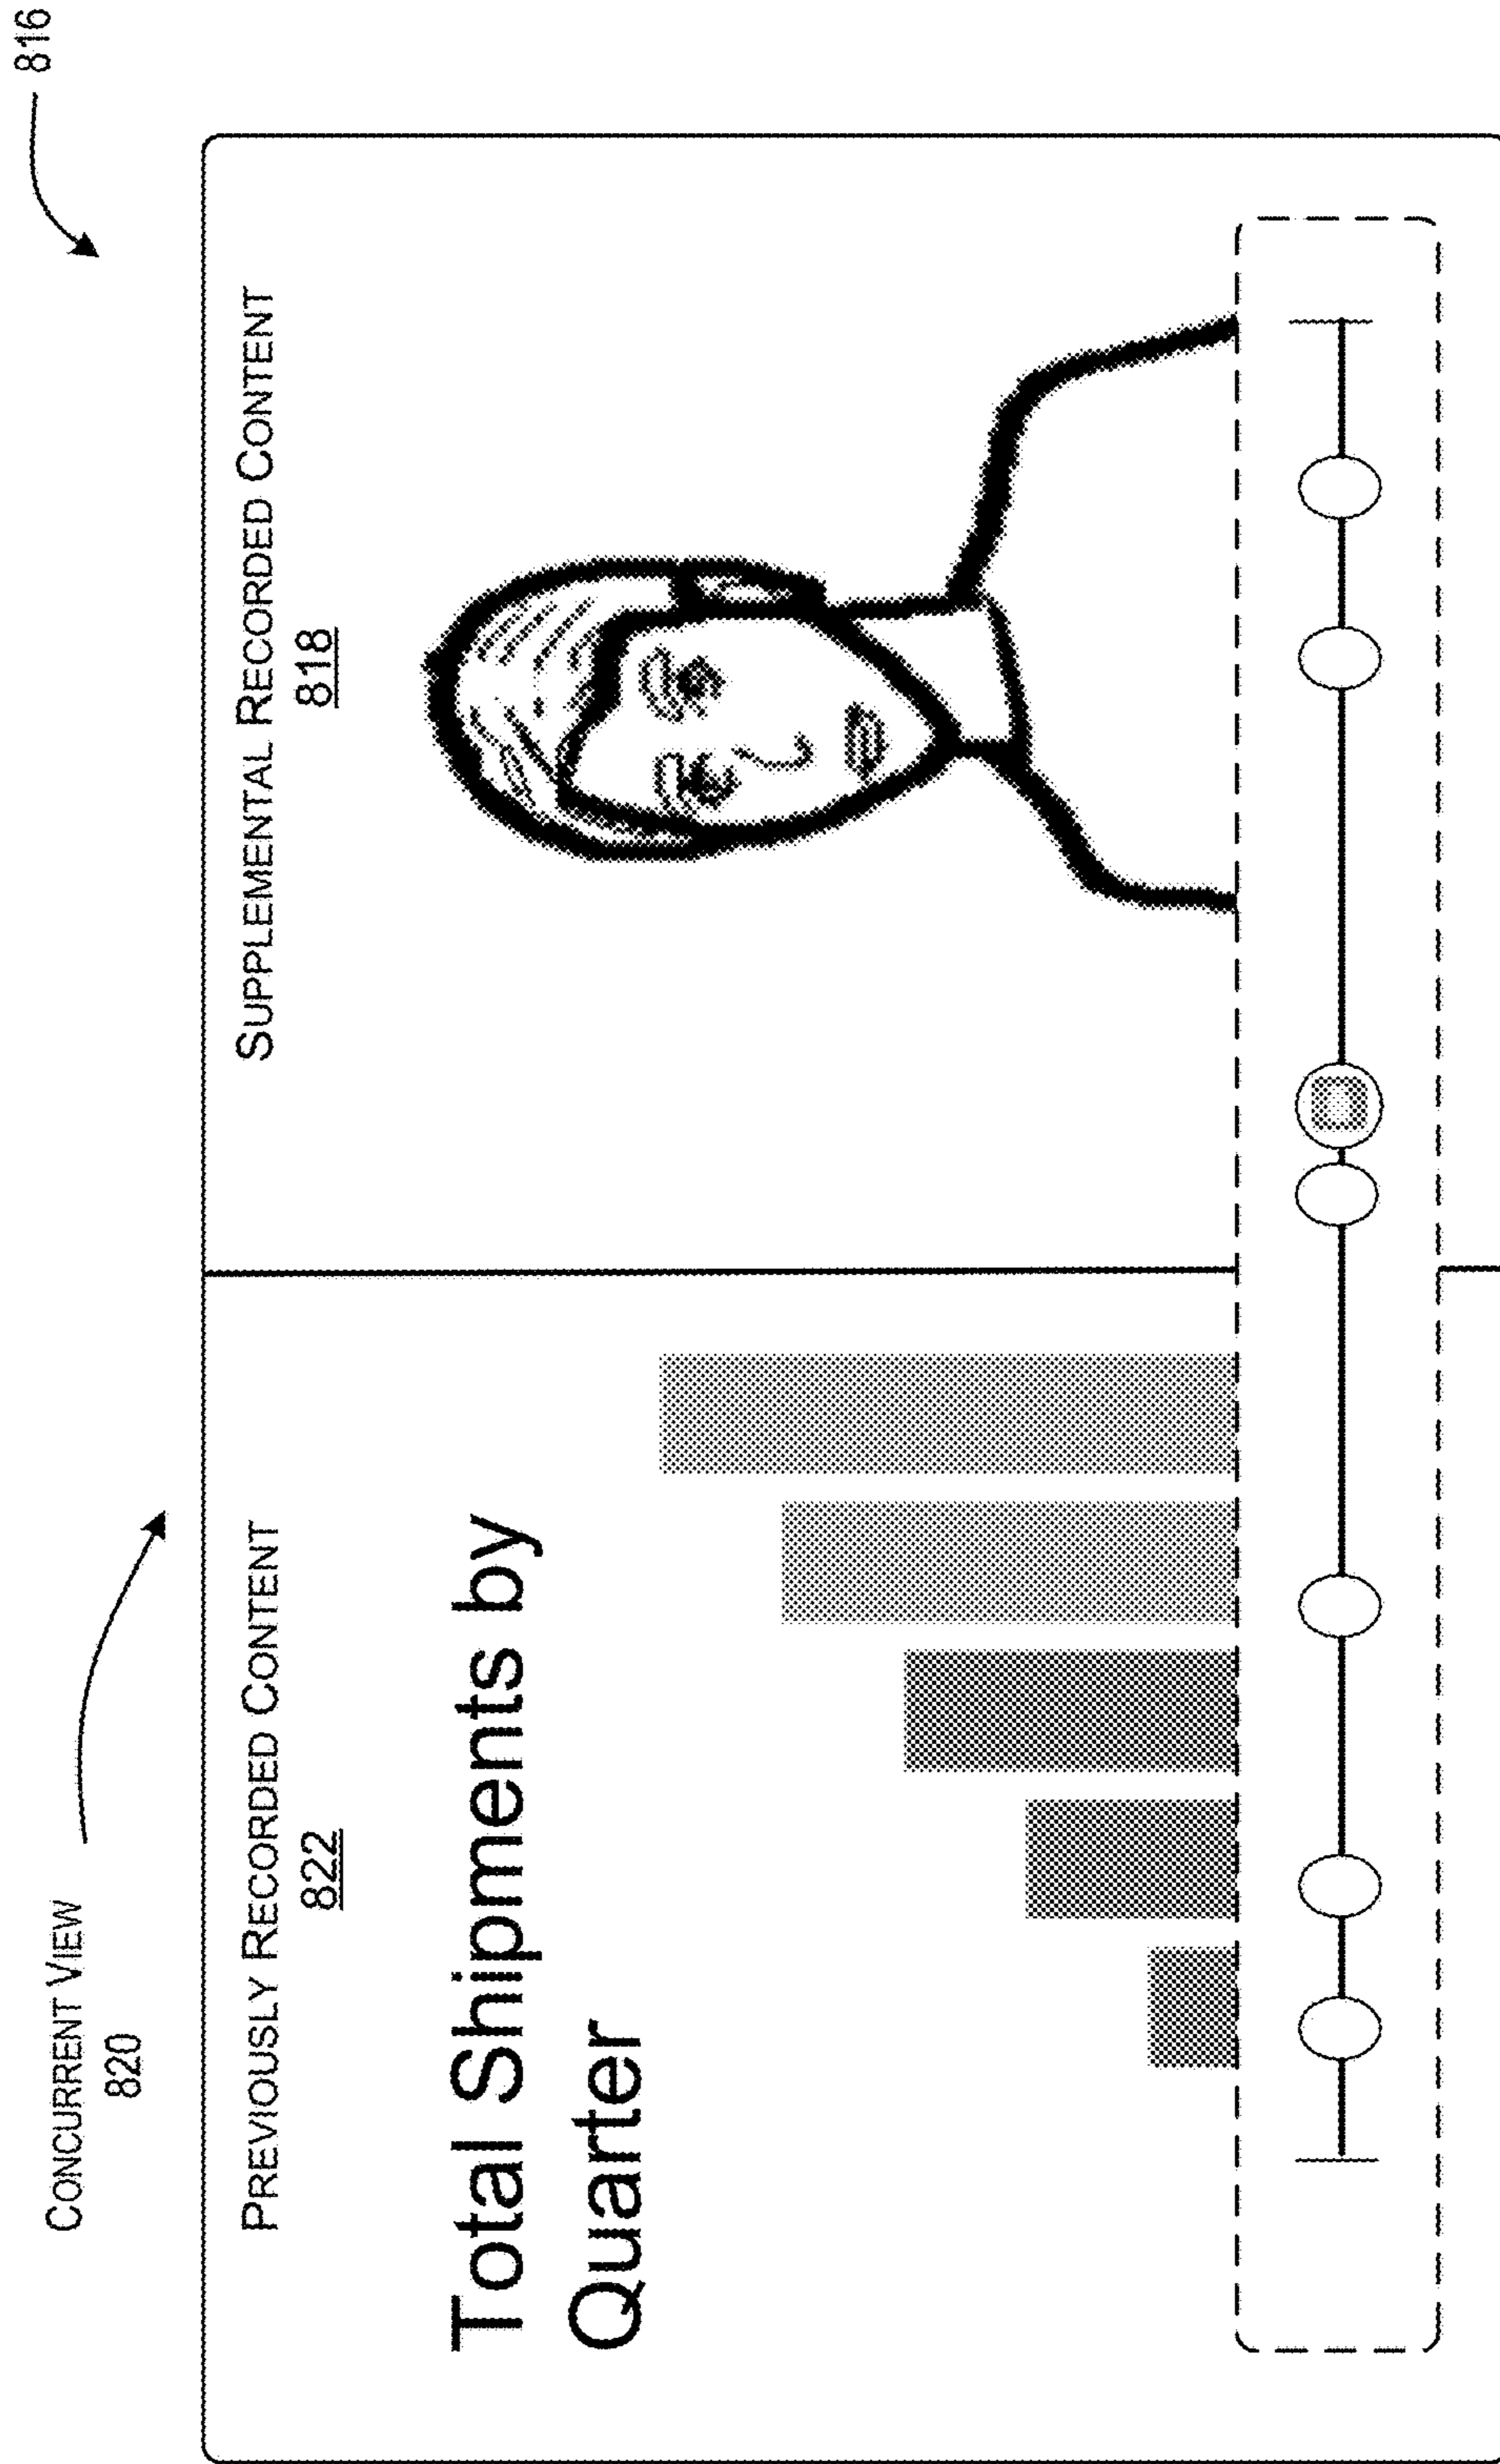 816
CONCURRENT VIEW
820
PREVIOUSLY RECORDED CONTENT
822
Total Shipments by
Quarter
SUPPLEMENTAL RECORDED CONTENT
818